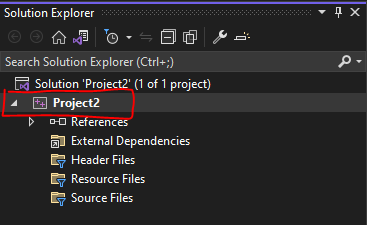 Solution Explorer
Search Solution Explorer (Ctrl+;)
Solution 'Project2' (1 of 1 project)
Project2
References
External Dependencies
Header Files
Resource Files
Source Files